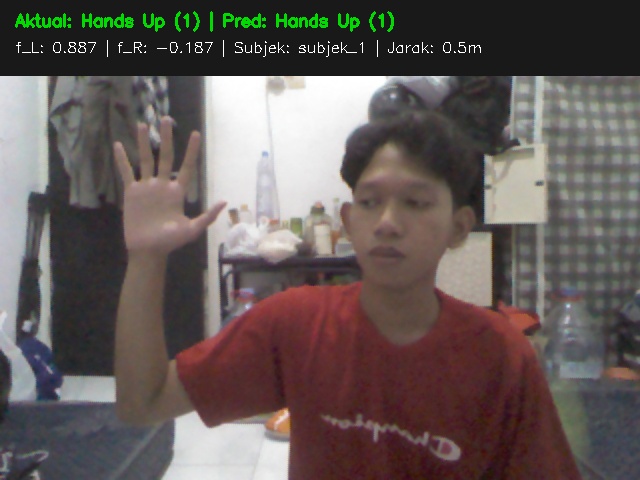 Aktual: Hands Up (1) | Pred: Hands Up (1)
f_L: 0.887 | f_R: -0.187 | Subjek: subjek_1 | Jarak: 0.5m
Champion